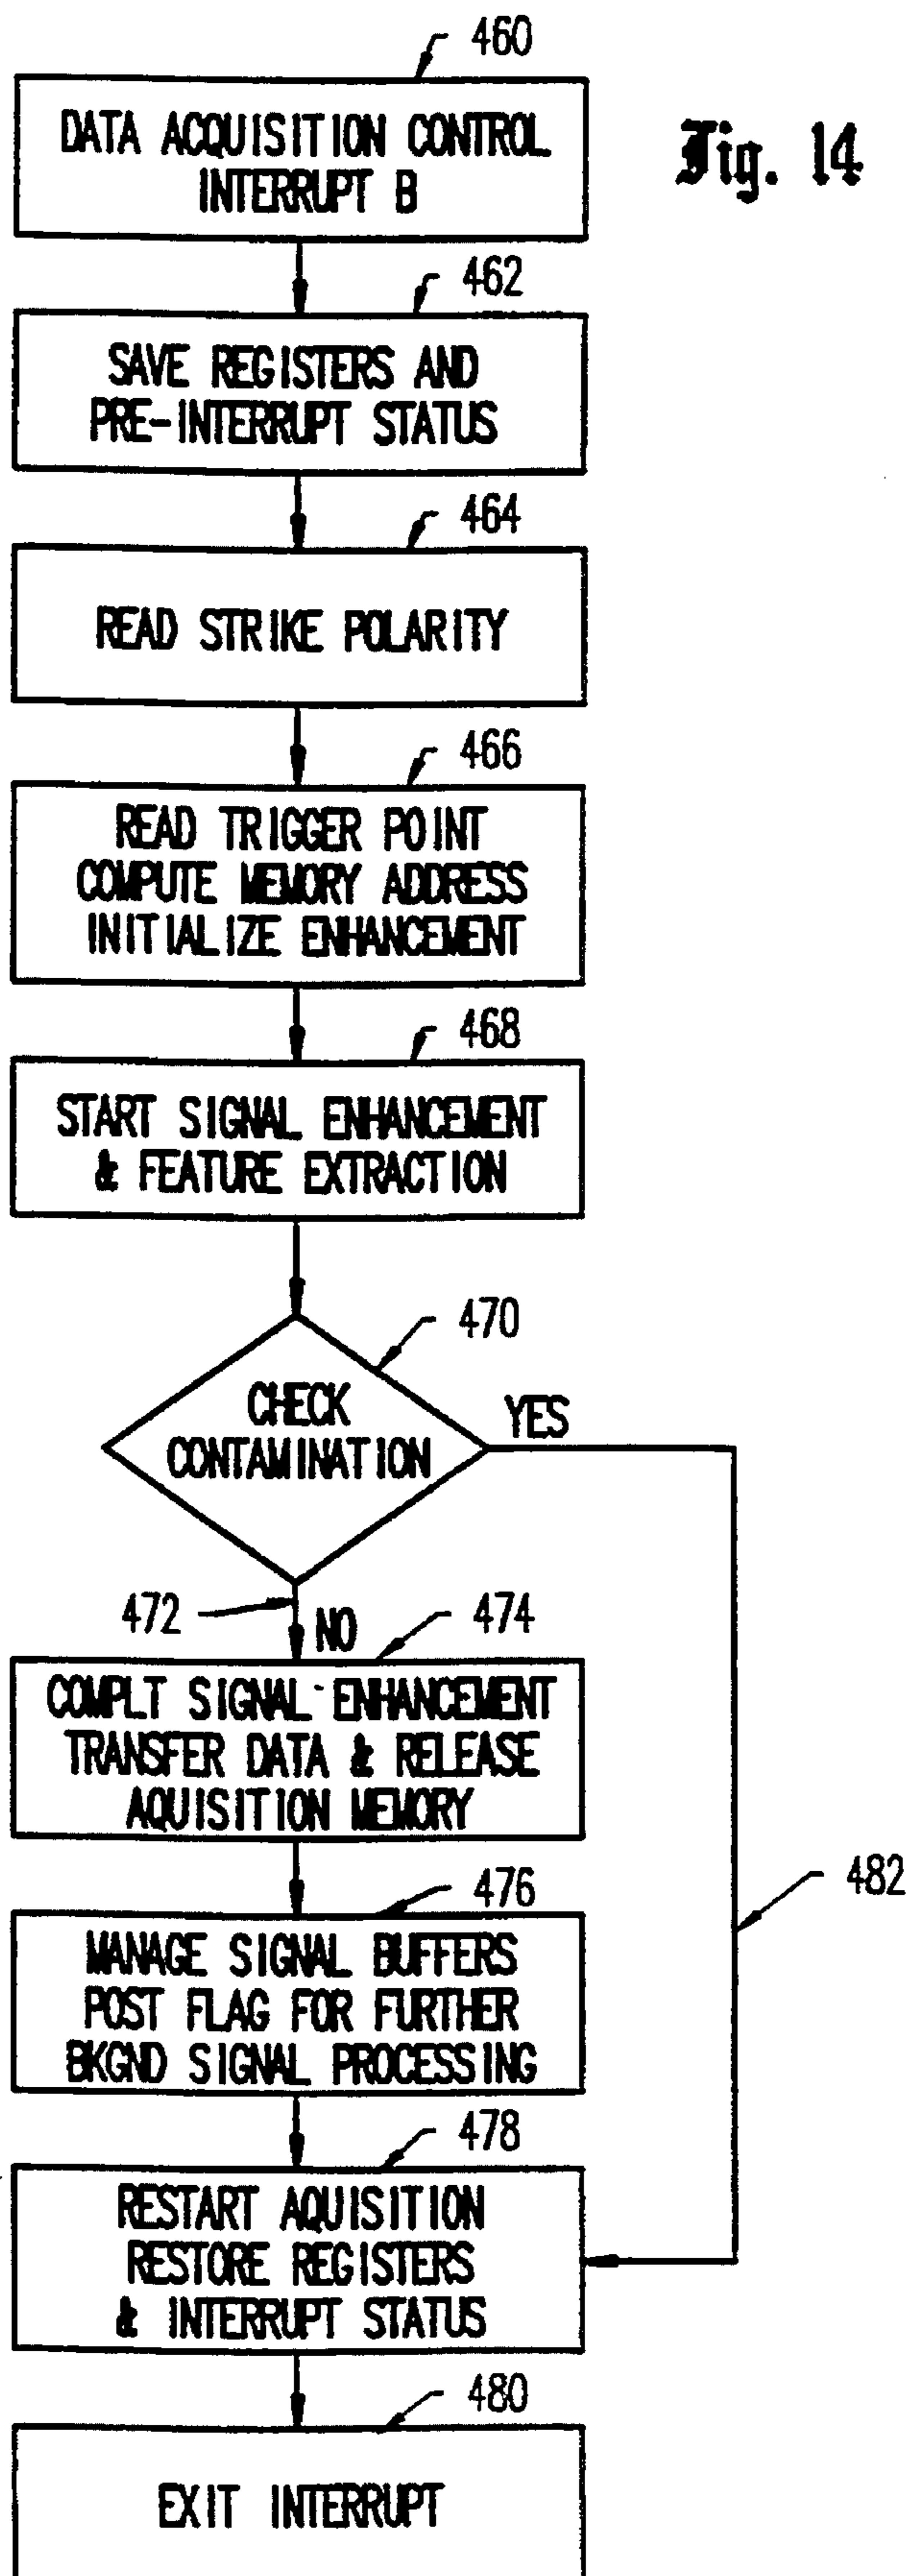 460
DATA ACQUISITION CONTROL
INTERRUPT B
Fig. 14
462
SAVE REGISTERS AND
PRE-INTERRUPT STATUS
464
READ STRIKE POLARITY
466
READ TRIGGER POINT
COMPUTE MEMORY ADDRESS
INITIALIZE ENHANCEMENT
468
START SIGNAL ENHANCEMENT
& FEATURE EXTRACTION
470
CHECK
CONTAMINATION
YES
472
NO
474
COMPLT SIGNAL ENHANCEMENT
TRANSFER DATA & RELEASE
AQUISITION MEMORY
482
476
MANAGE SIGNAL BUFFERS
POST FLAG FOR FURTHER
BKGND SIGNAL PROCESSING
478
RESTART AQUISITION
RESTORE REGISTERS
& INTERRUPT STATUS
480
EXIT INTERRUPT